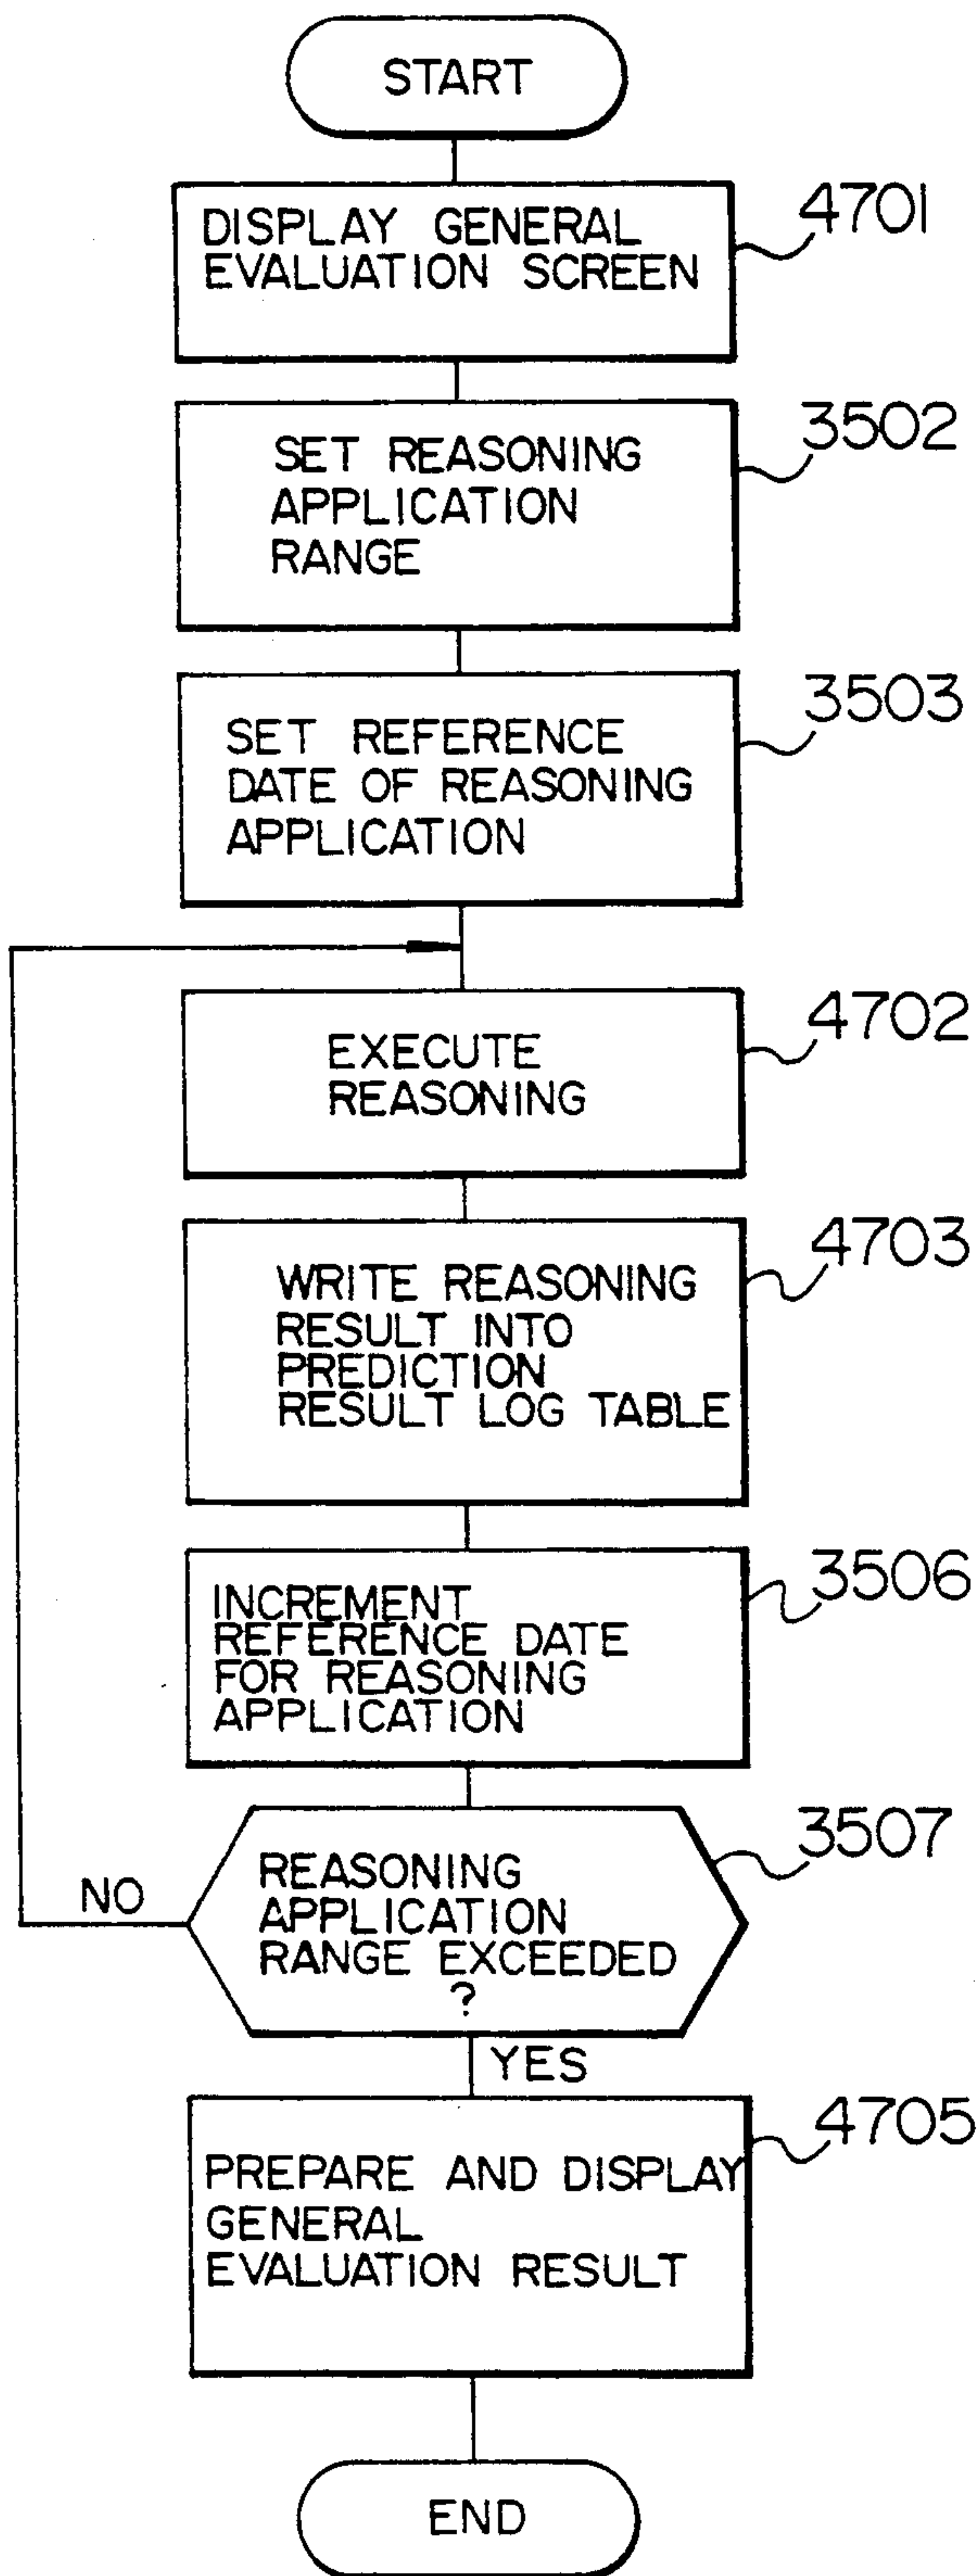 START
4701
DISPLAY GENERAL
EVALUATION SCREEN
3502
SET REASONING
APPLICATION
RANGE
3503
SET REFERENCE
DATE OF REASONING
APPLICATION
4702
EXECUTE
REASONING
4703
WRITE REASONING
RESULT INTO
PREDICTION
RESULT LOG TABLE
3506
INCREMENT
REFERENCE DATE
FOR REASONING
APPLICATION
3507
REASONING
APPLICATION
RANGE EXCEEDED
?
NO
YES
4705
PREPARE AND DISPLAY
GENERAL
EVALUATION RESULT
END